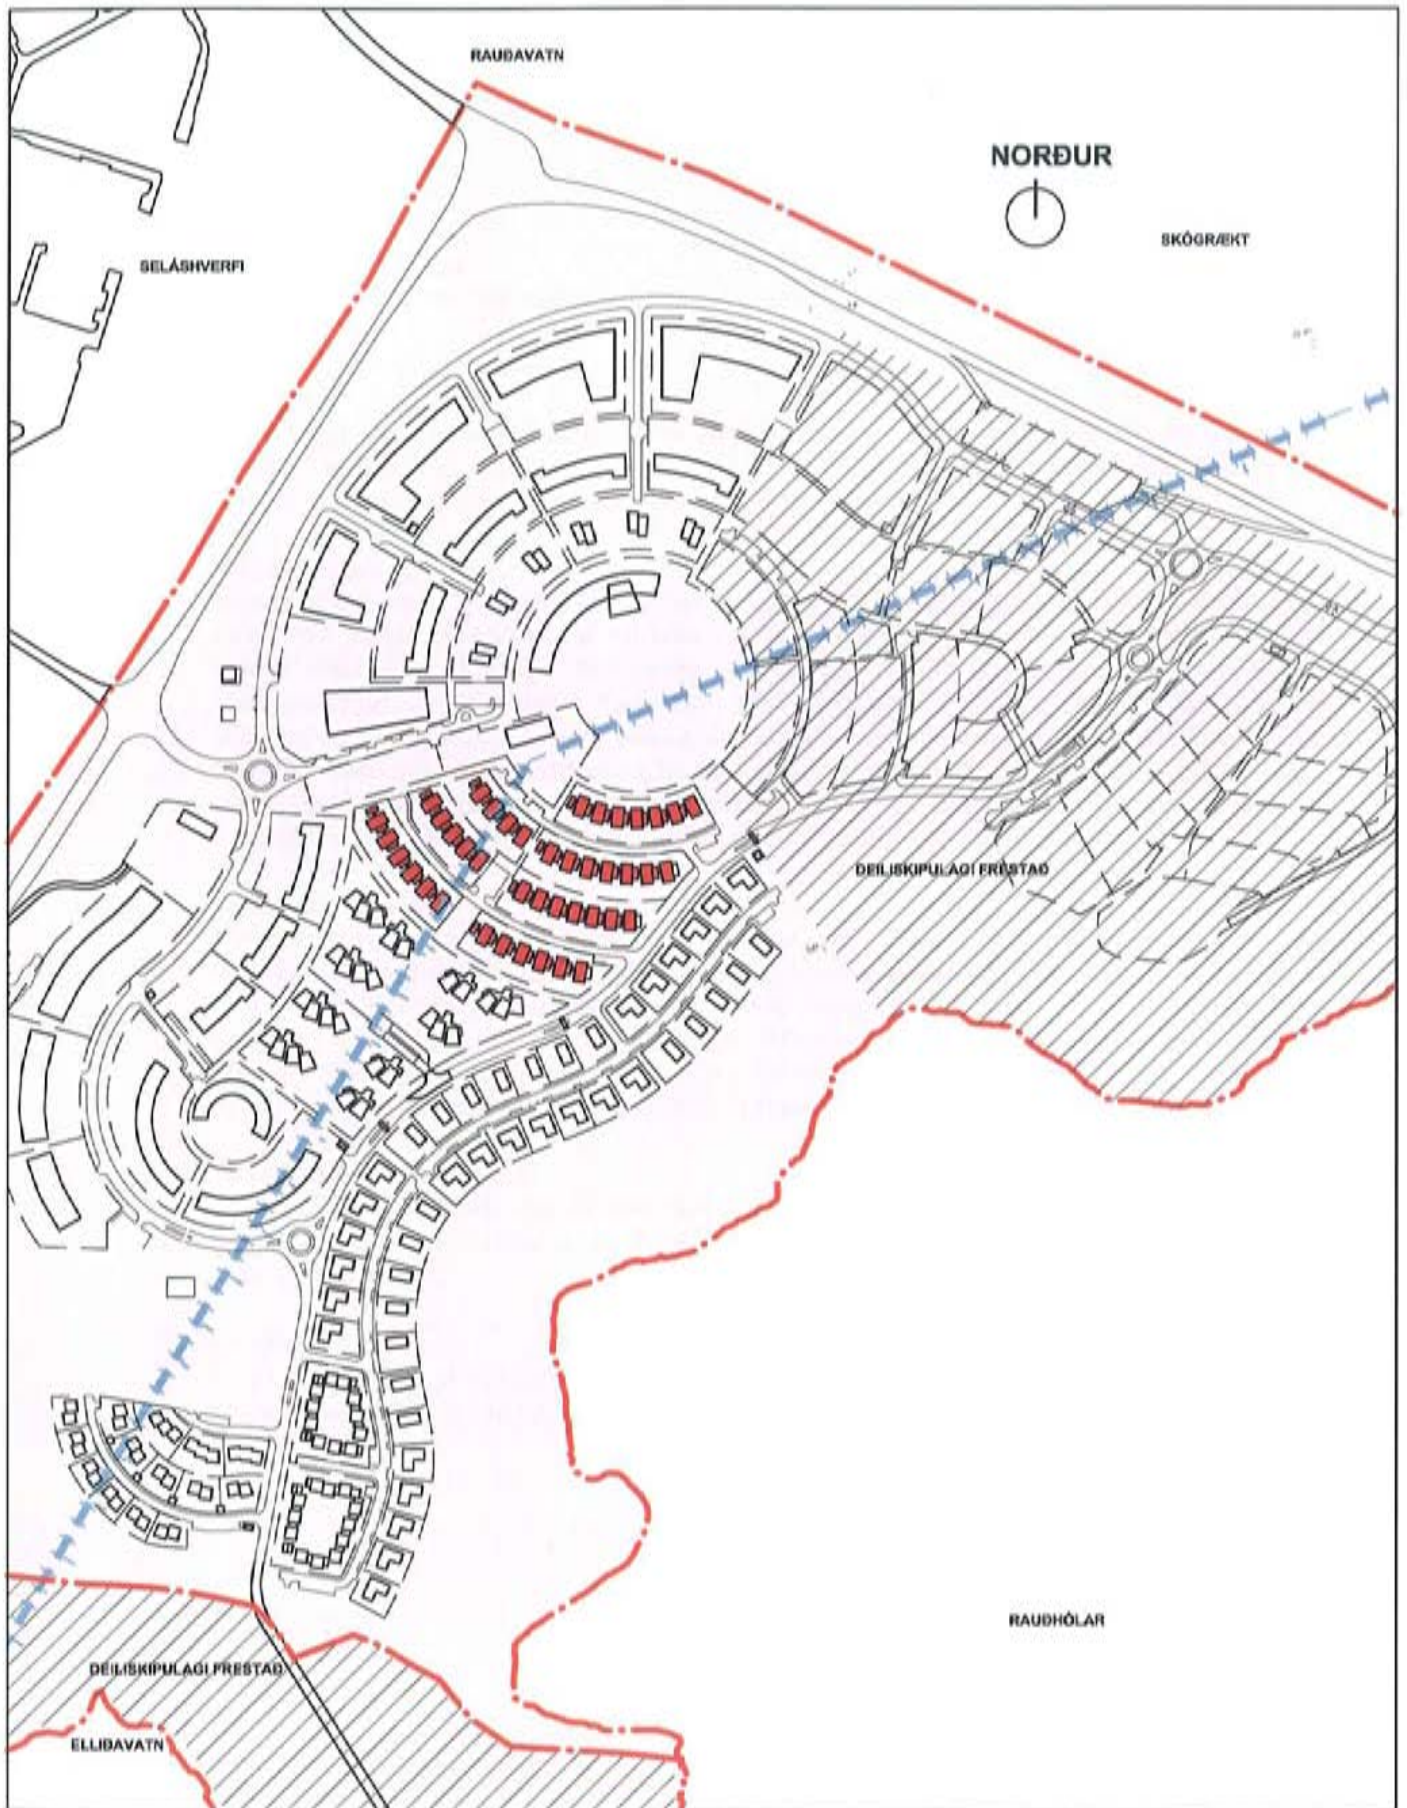 RAUÐAVATN
NORÐUR
SKÓGRÆKT
SELÁSHVERFI
DEILISKIPULAGI FRESTAÐ
RAUÐHÓLAR
DEILISKIPULAGI FRESTAÐ
ELLIÐAVATN